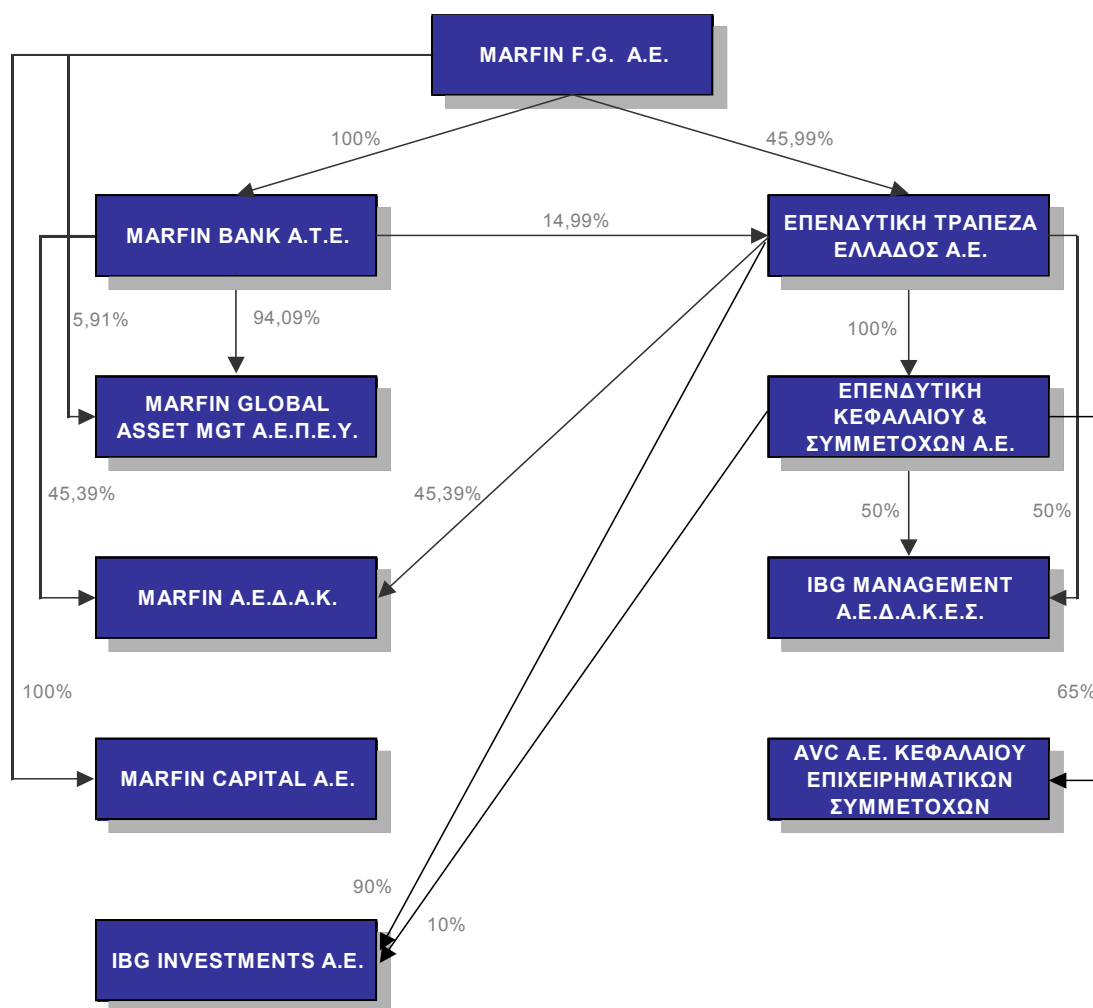 MARFIN F.G. A.E.
100%
45,99%
MARFIN BANK A.T.E.
14,99%
ΕΠΕΝΔΥΤΙΚΗ ΤΡΑΠΕΖΑ
ΕΛΛΑΔΟΣ Α.Ε.
5,91%
94,09%
100%
MARFIN GLOBAL
ASSET MGT Α.Ε.Π.Ε.Υ.
ΕΠΕΝΔΥΤΙΚΗ
ΚΕΦΑΛΑΙΟΥ &
ΣΥΜΜΕΤΟΧΩΝ Α.Ε.
45,39%
45,39%
50%
50%
MARFIN Α.Ε.Δ.Α.Κ.
IBG MANAGEMENT
Α.Ε.Δ.Α.Κ.Ε.Σ.
100%
65%
MARFIN CAPITAL A.E.
AVC Α.Ε. ΚΕΦΑΛΑΙΟΥ
ΕΠΙΧΕΙΡΗΜΑΤΙΚΩΝ
ΣΥΜΜΕΤΟΧΩΝ
90%
10%
IBG INVESTMENTS A.E.